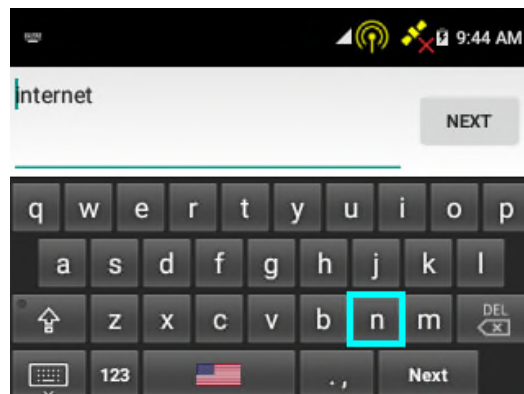 9:44 AM
internet
NEXT
q w e r t y u i o p
a s d f g h j k l
z x c v b n m DEL
123 . , Next